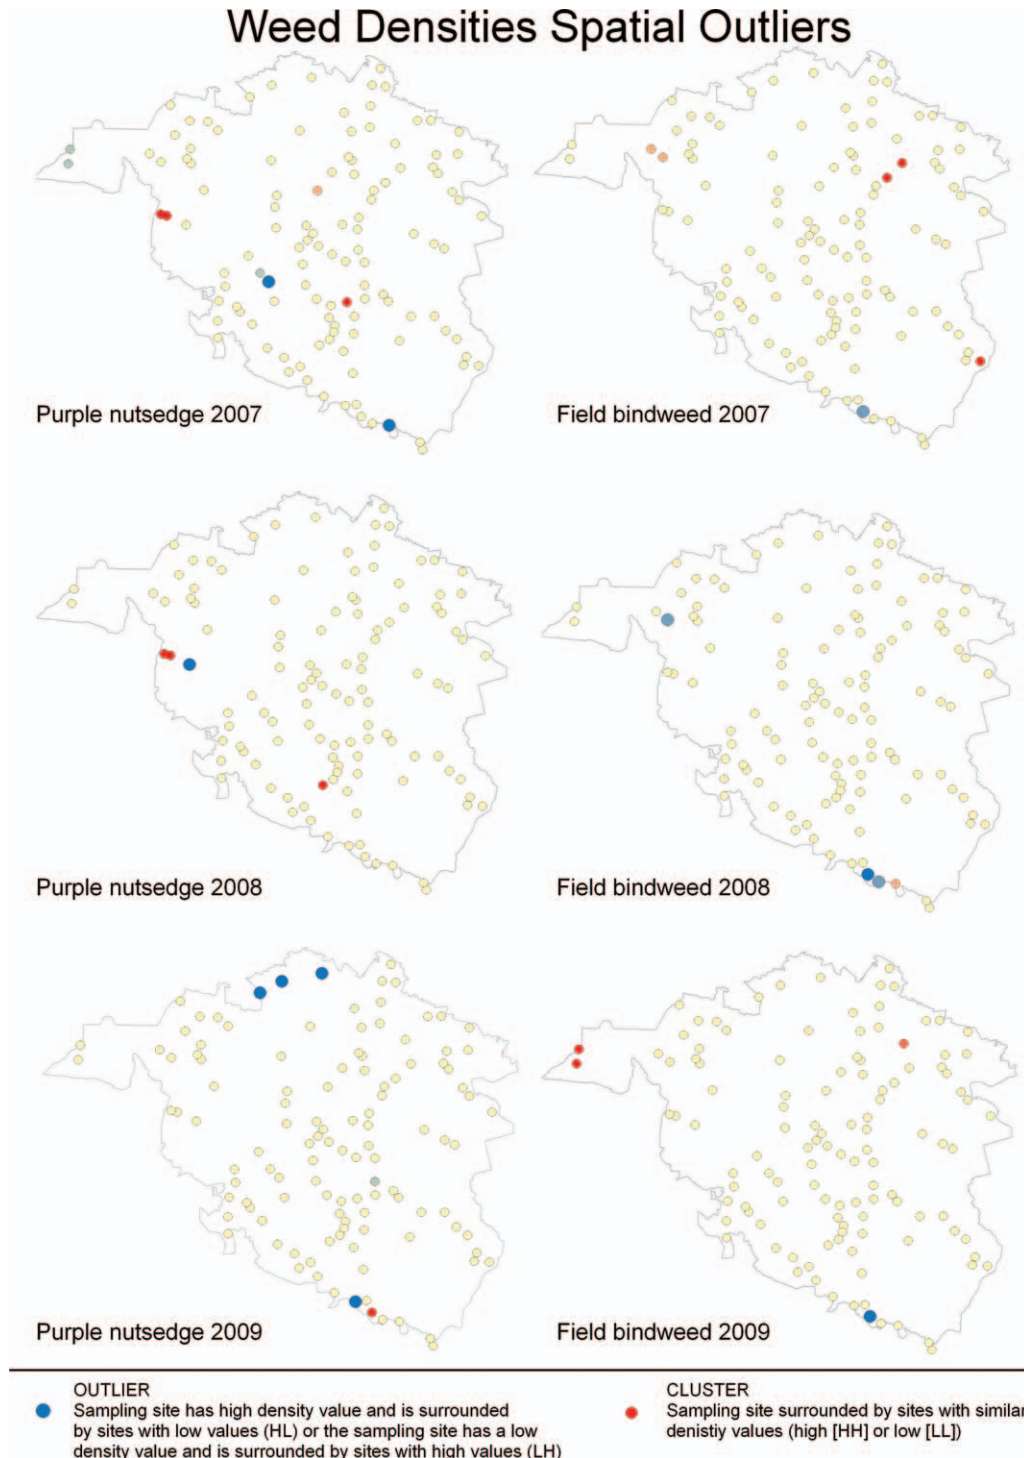 Weed Densities Spatial Outliers
Purple nutsedge 2007
Field bindweed 2007
Purple nutsedge 2008
Field bindweed 2008
Purple nutsedge 2009
Field bindweed 2009
OUTLIER
Sampling site has high density value and is surrounded
by sites with low values (HL) or the sampling site has a low
density value and is surrounded by sites with high values (LH)
CLUSTER
Sampling site surrounded by sites with similar
denistiy values (high [HH] or low [LL])